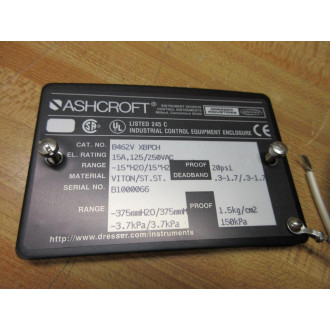 ASHCROFT®
LISTED 245 C
INDUSTRIAL CONTROL EQUIPMENT ENCLOSURE
CAT. NO. B462V XBPCH
EL. RATING 15A,125/250VAC
RANGE -15"H2O/15"H2 PROOF 20psi
MATERIAL VITON/ST.ST. DEADBAND .3-1.7/.3-1.7
SERIAL NO. B1000066
RANGE -375mmH2O/375mmH PROOF 1.5kg/cm2
-3.7kPa/3.7kPa 150kPa
http://www.dresser.com/instruments